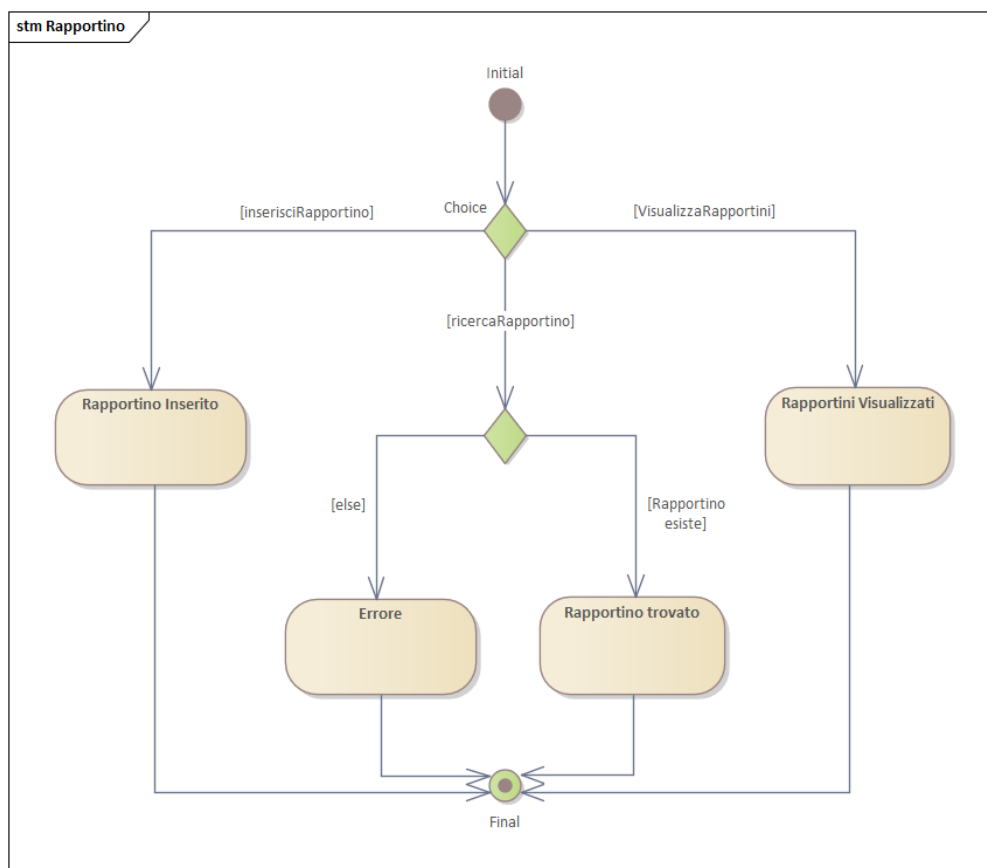 stm Rapportino
Initial
[inserisciRapportino]
Choice
[VisualizzaRapportini]
[ricercaRapportino]
Rapportino Inserito
Rapportini Visualizzati
[else]
[Rapportino
esiste]
Errore
Rapportino trovato
Final